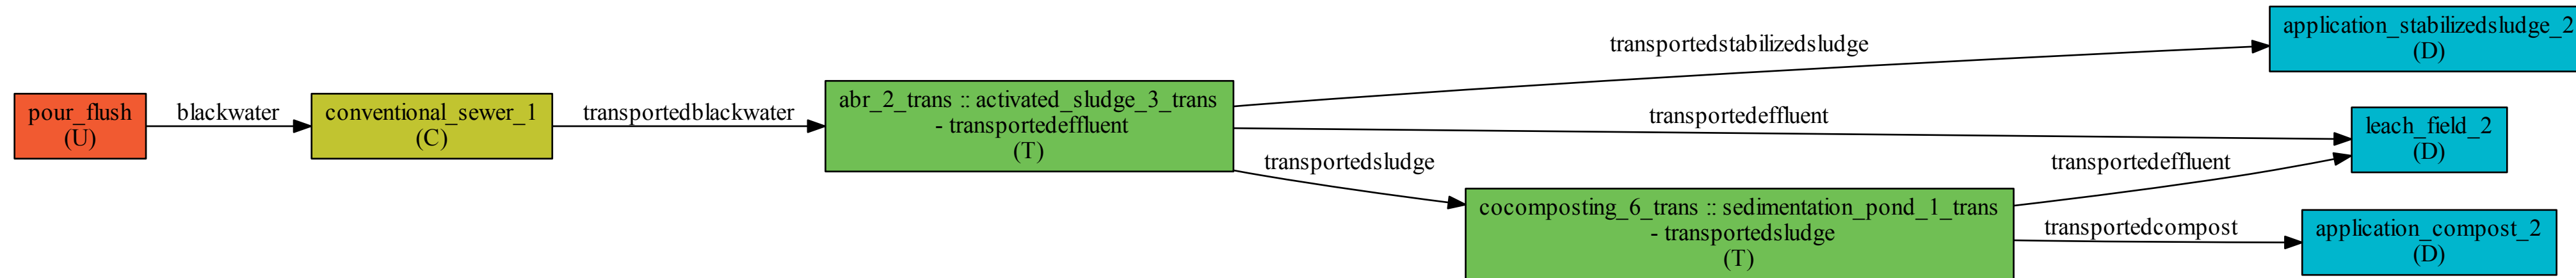 pour_flush
(U)
blackwater
conventional_sewer_1
(C)
transportedblackwater
abr_2_trans :: activated_sludge_3_trans
- transportedeffluent
(T)
transportedstabilizedsludge
transportedeffluent
transportedsludge
cocomposting_6_trans :: sedimentation_pond_1_trans
- transportedsludge
(T)
transportedeffluent
transportedcompost
application_stabilizedsludge_2
(D)
leach_field_2
(D)
application_compost_2
(D)